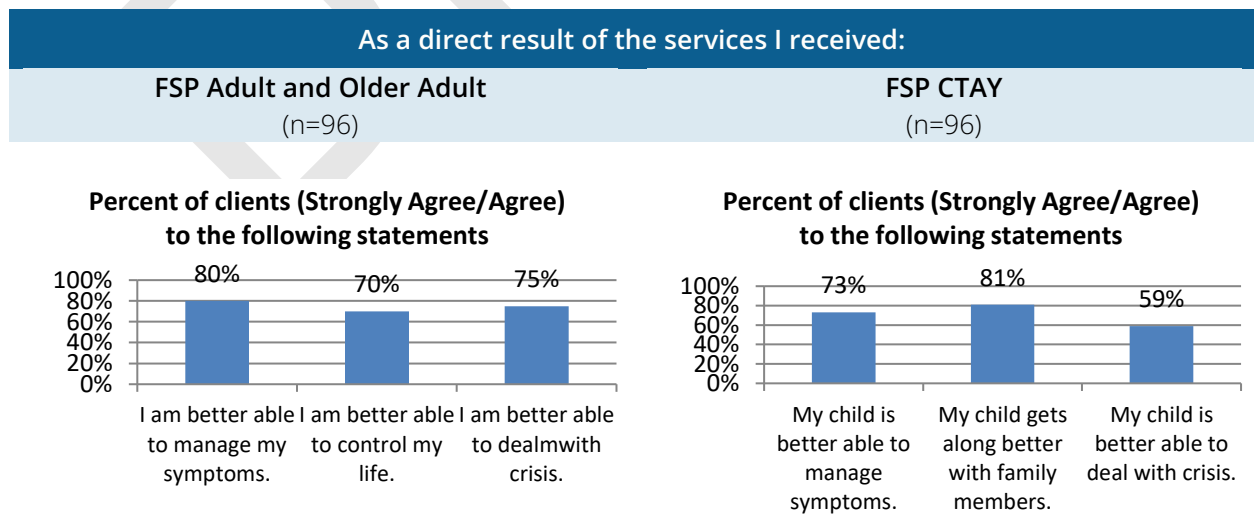 As a direct result of the services I received:
FSP Adult and Older Adult
(n=96)
FSP CTAY
(n=96)
Percent of clients (Strongly Agree/Agree)
to the following statements
100%
80%
60%
40%
20%
0%
80%
70%
75%
I am better able
to manage my
symptoms.
I am better able
to control my
life.
I am better able
to dealmwith
crisis.
Percent of clients (Strongly Agree/Agree)
to the following statements
100%
80%
60%
40%
20%
0%
73%
81%
59%
My child is
better able to
manage
symptoms.
My child gets
along better
with family
members.
My child is
better able to
deal with crisis.